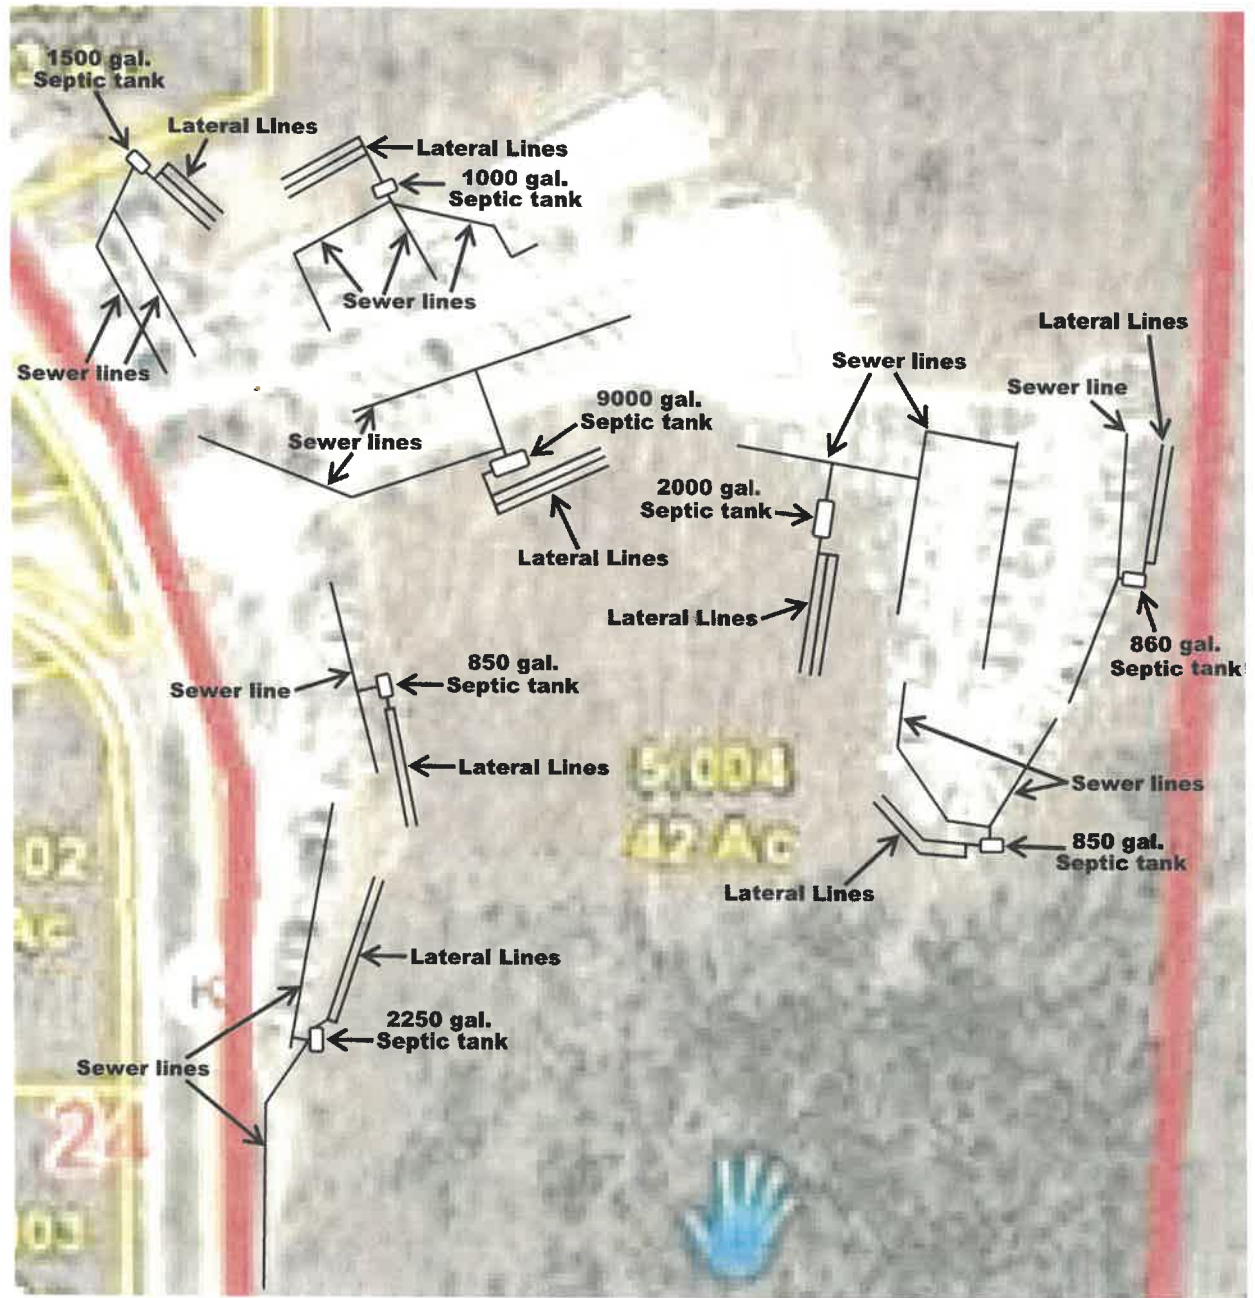 1500 gal.
Septic tank
Lateral Lines
Lateral Lines
1000 gal.
Septic tank
Sewer lines
Sewer lines
Lateral Lines
Sewer lines
Sewer line
9000 gal.
Septic tank
Sewer lines
2000 gal.
Septic tank
Lateral Lines
Lateral Lines
860 gal.
Septic tank
850 gal.
Septic tank
Sewer line
Lateral Lines
5.004
42 Ac
Sewer lines
02
Ac
850 gal.
Septic tank
Lateral Lines
Lateral Lines
2250 gal.
Septic tank
Sewer lines
24
03